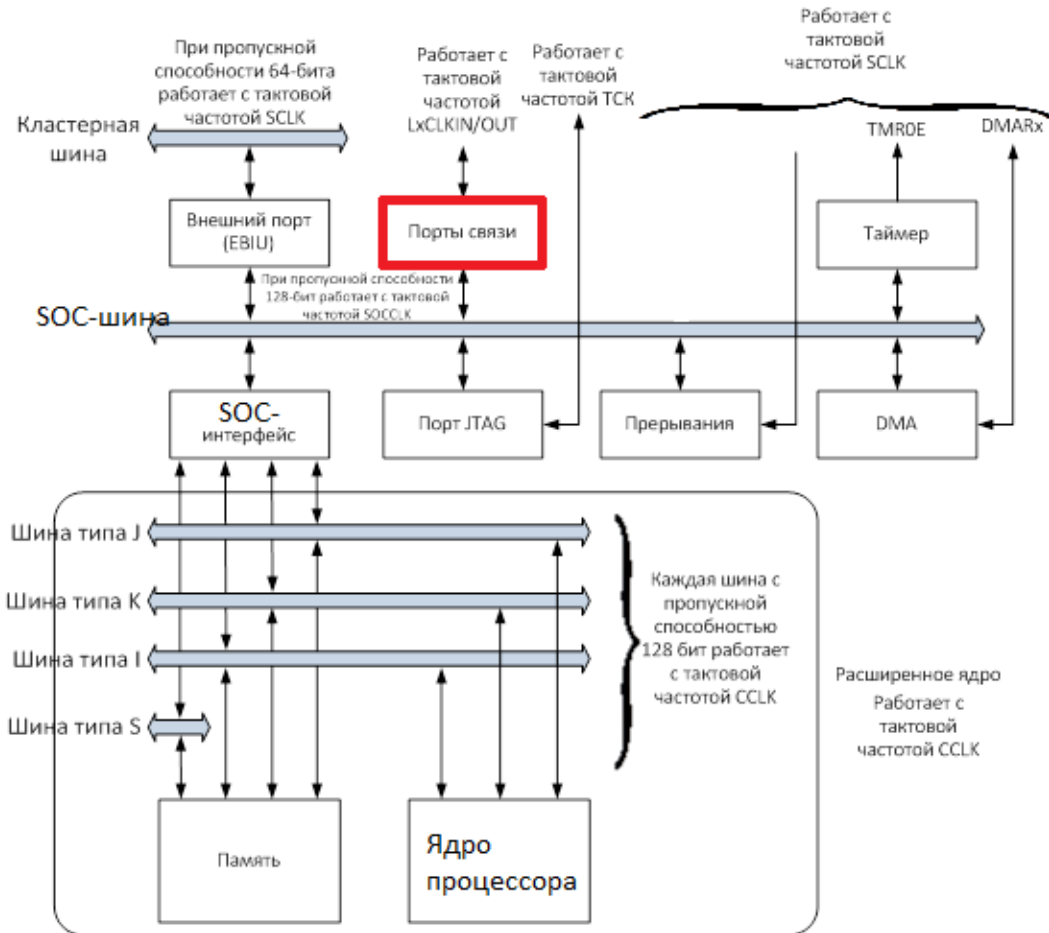 При пропускной
способности 64-бита
работает с тактовой
частотой SCLK
Работает с
тактовой
частотой
LxCLKIN/OUT
Работает с
тактовой
частотой TCK
Работает с
тактовой
частотой SCLK
Кластерная
шина
TMR0E
DMARx
Внешний порт
(EBIU)
Порты связи
Таймер
При пропускной способности
128-бит работает с тактовой
частотой SOCCLK
SOC-шина
SOC-
интерфейс
Порт JTAG
Прерывания
DMA
Шина типа J
Шина типа K
Шина типа I
Шина типа S
Каждая шина с
пропускной
способностью
128 бит работает
с тактовой
частотой CCLK
Расширенное ядро
Работает с
тактовой
частотой CCLK
Память
Ядро
процессора